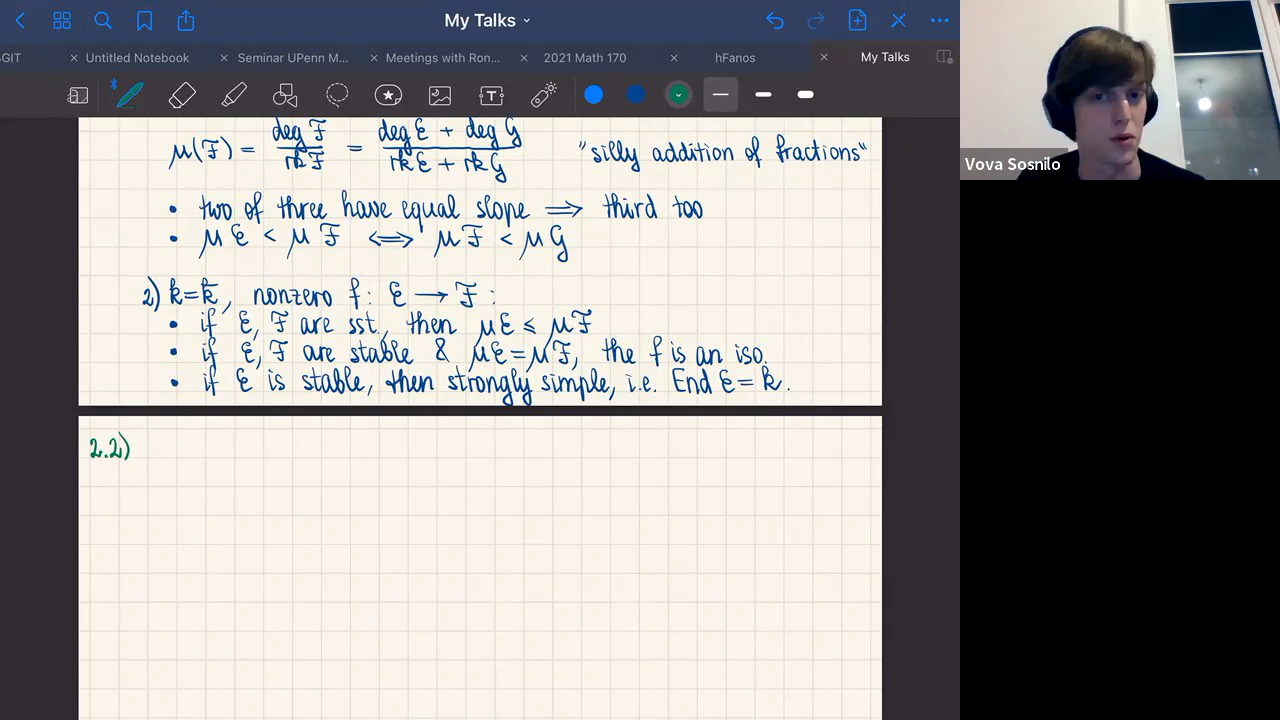 My Talks
GIT
Untitled Notebook
Seminar UPenn M...
Meetings with Ron...
2021 Math 170
hFanos
My Talks
Vova Sosnilo
μ(ℱ) = deg ℱ / rk ℱ = deg ℰ + deg G / rk ℰ + rk G "silly addition of fractions"
• two of three have equal slope ⟹ third too
• μℰ < μℱ ⟺ μℱ < μG
2) k=k̄, nonzero f: ℰ → ℱ:
• if ℰ, ℱ are sst, then μℰ ≤ μℱ
• if ℰ, ℱ are stable & μℰ=μℱ, the f is an iso.
• if ℰ is stable, then strongly simple, i.e. End ℰ = k.
2.2)